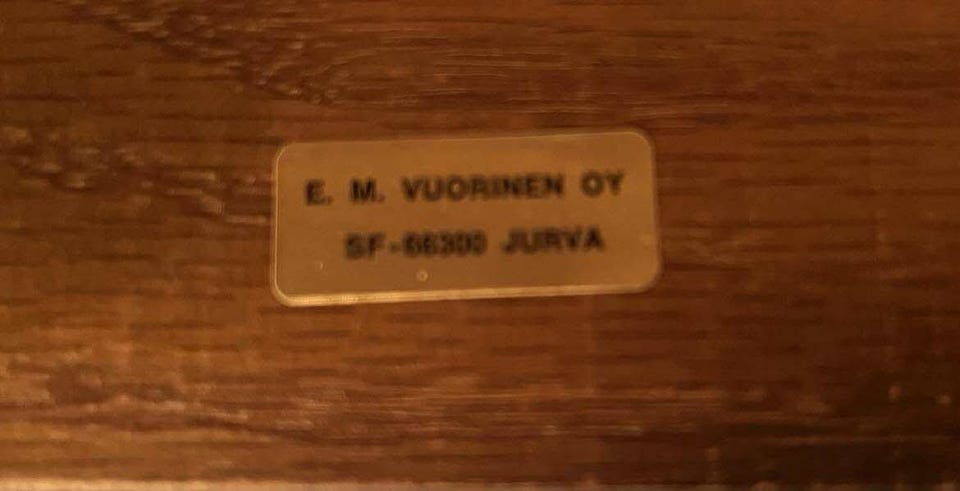 E. M. VUORINEN OY
SF-66300 JURVA